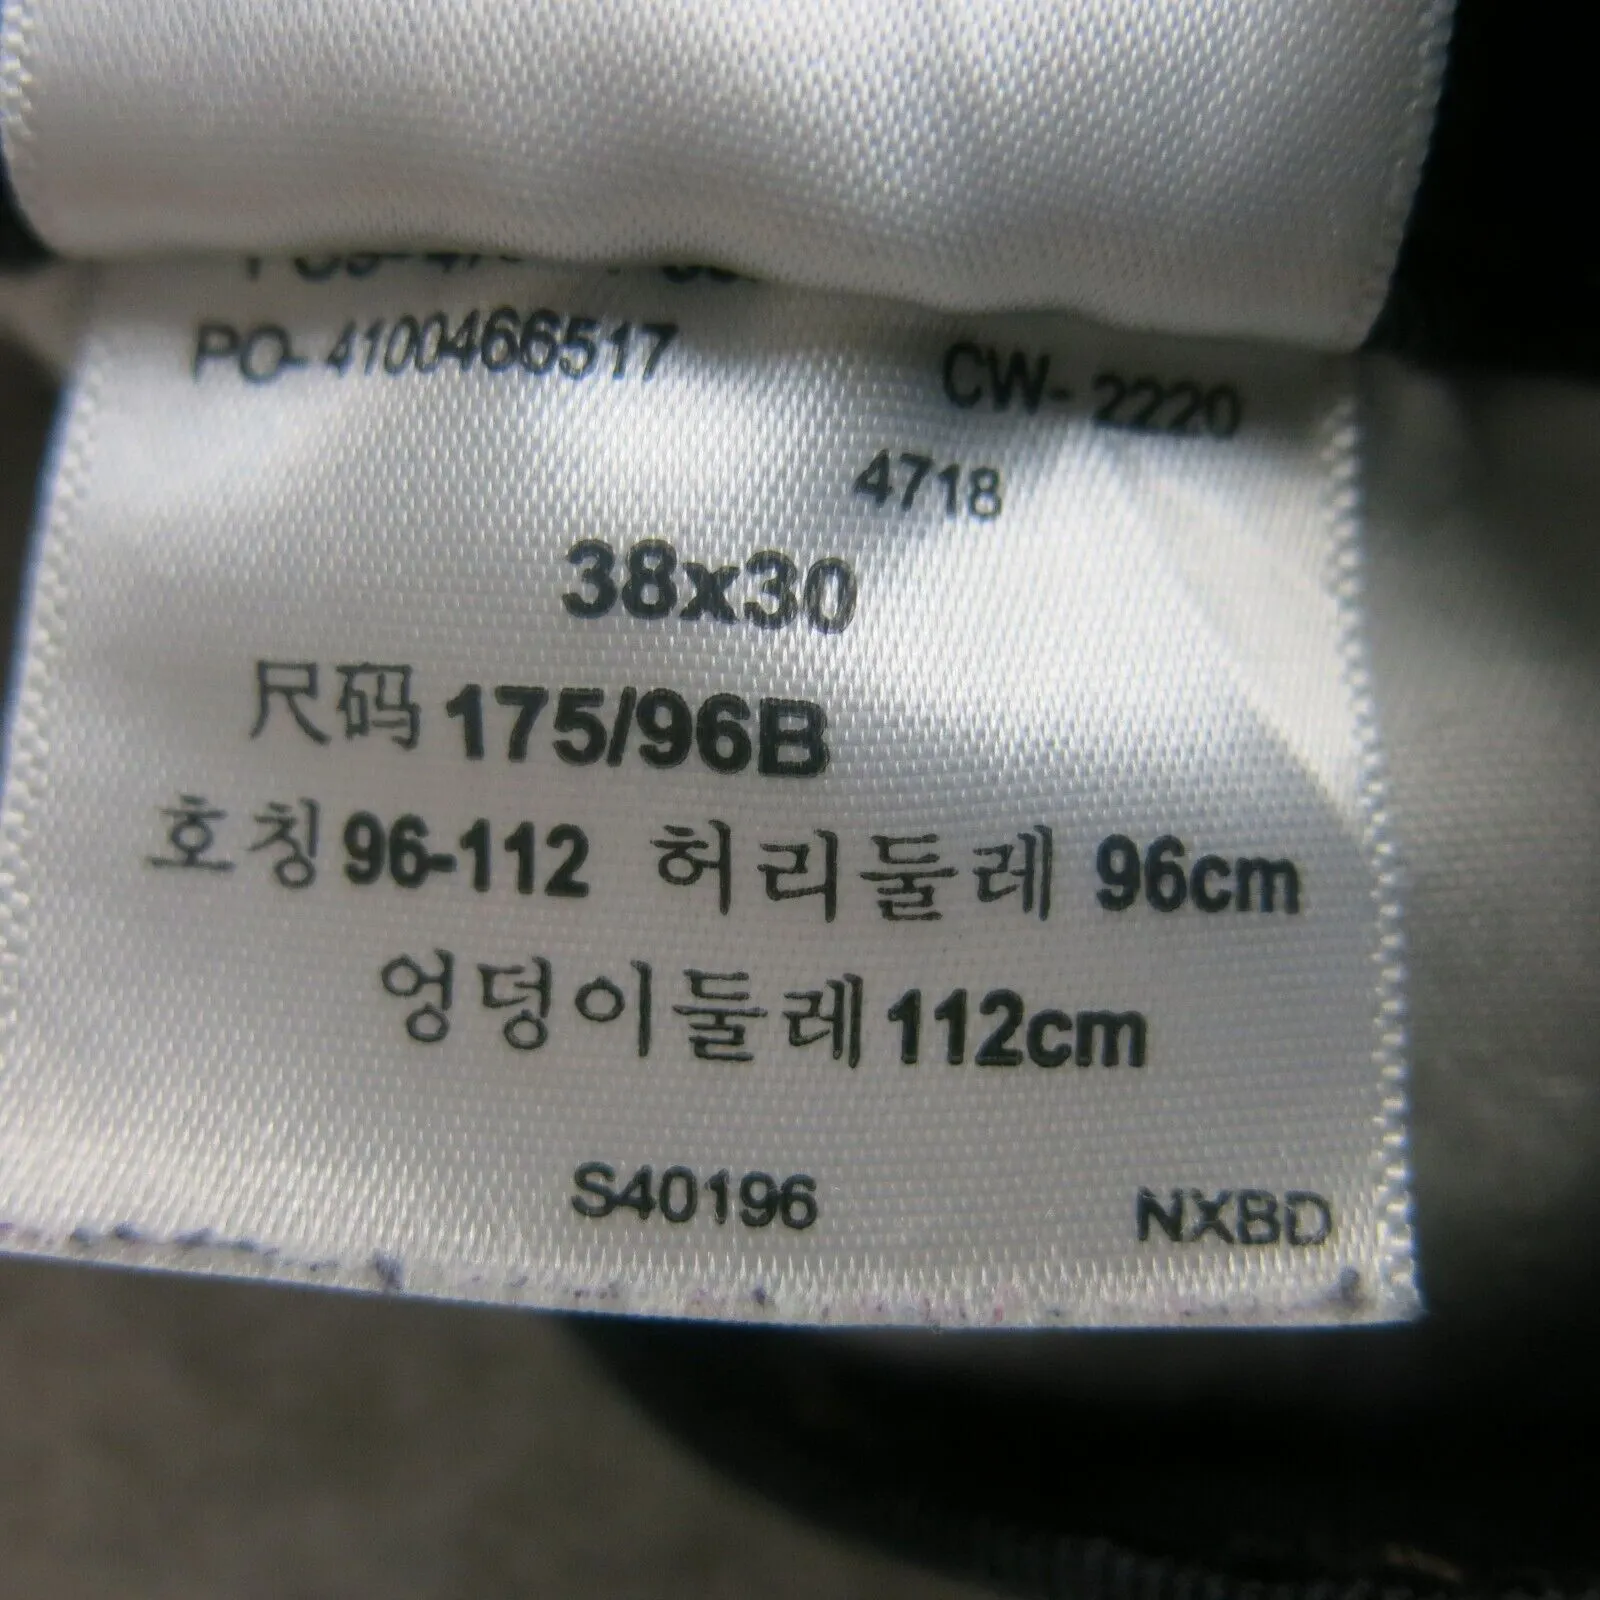 PO- 4100466517 CW- 2220
4718
38x30
尺码 175/96B
호칭 96-112 허리둘레 96cm
엉덩이둘레 112cm
S40196 NXBD